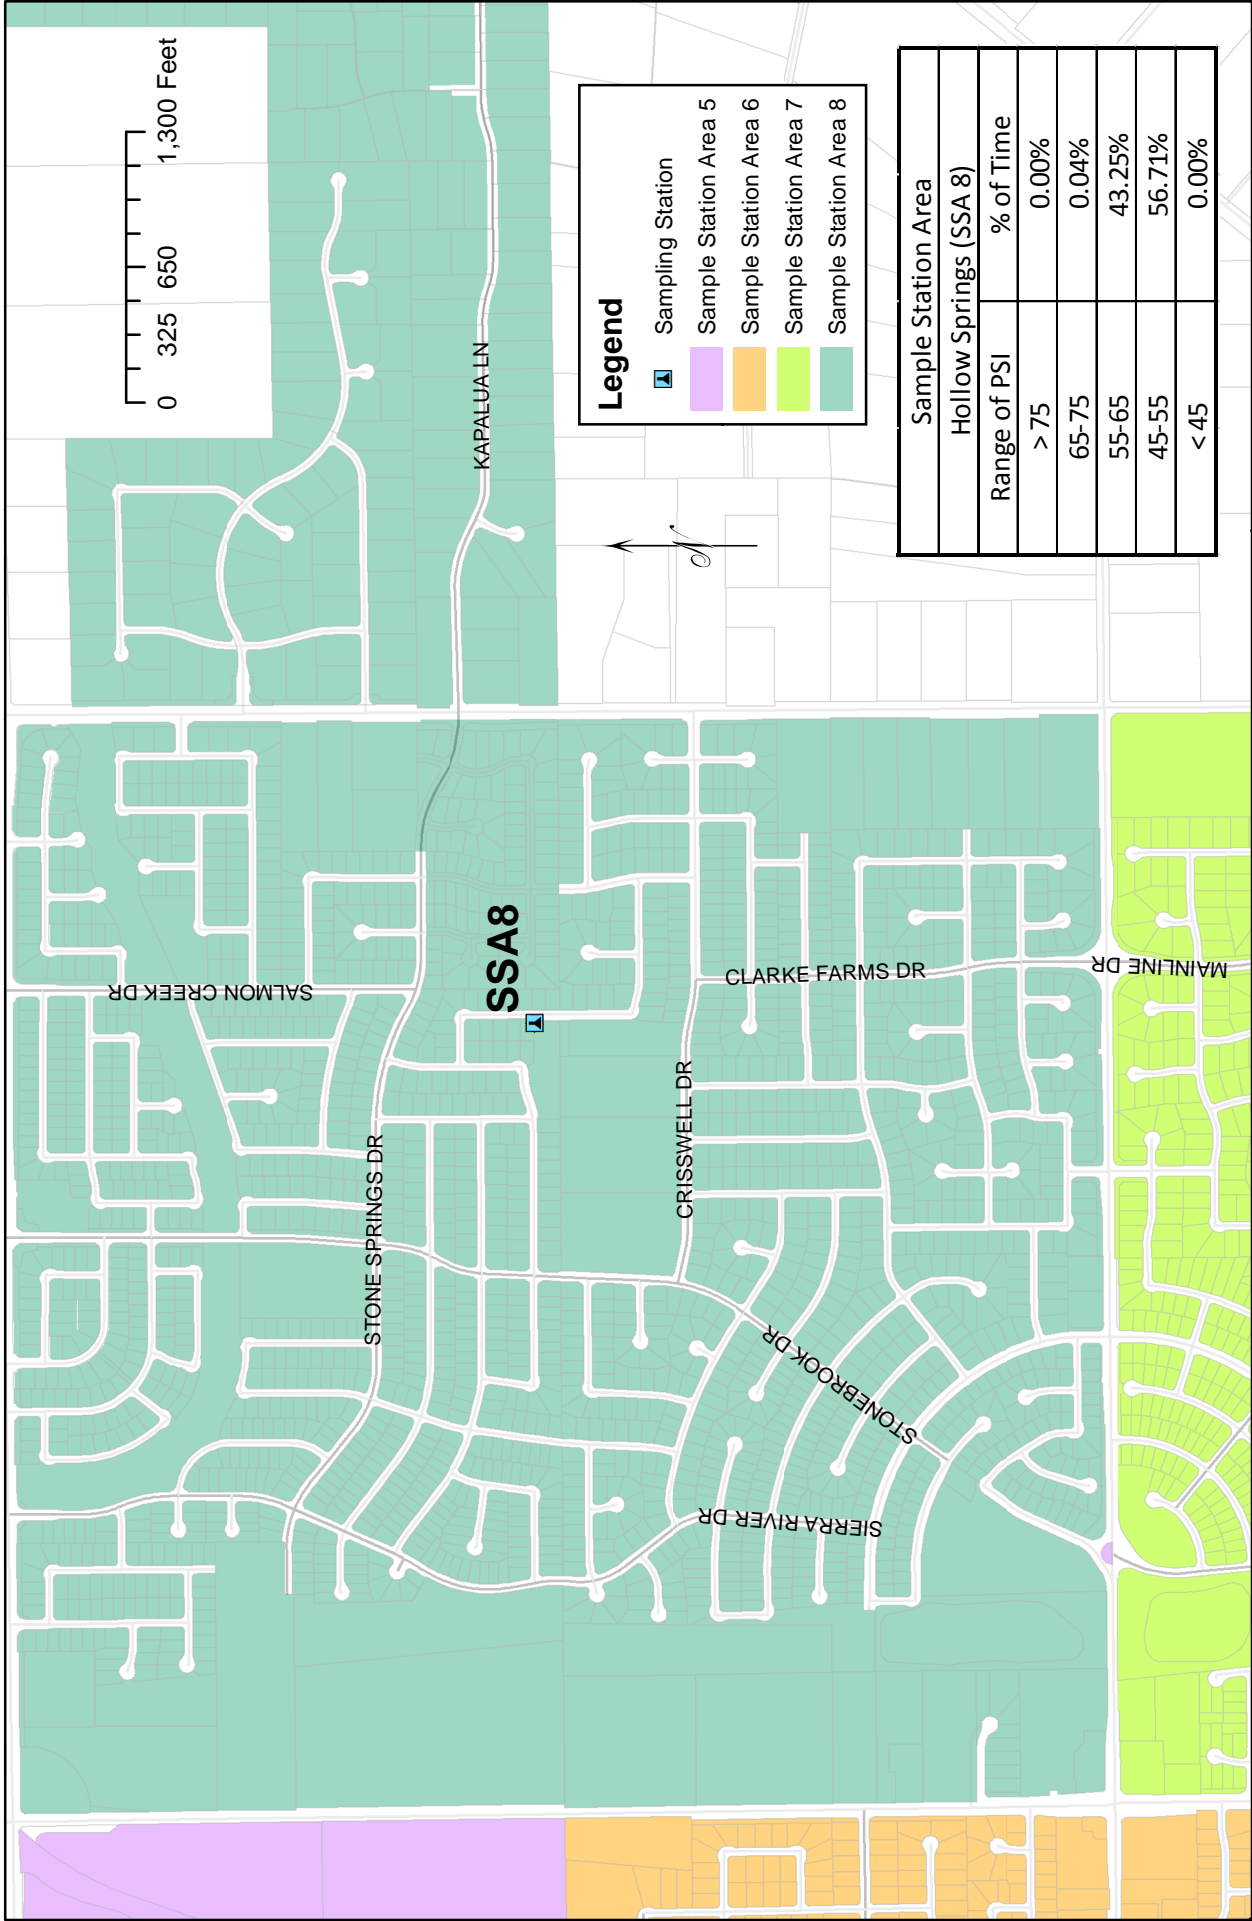 0 325 650 1,300 Feet
SALMON CREEK DR
STONE SPRINGS DR
KAPALUA LN
SSA8
CRISSWELL DR
CLARKE FARMS DR
STONEBROOK DR
SIERRA RIVER DR
MAINLINE DR
N
Legend
Sampling Station
Sample Station Area 5
Sample Station Area 6
Sample Station Area 7
Sample Station Area 8
Sample Station Area
Hollow Springs (SSA 8)
Range of PSI % of Time
> 75 0.00%
65-75 0.04%
55-65 43.25%
45-55 56.71%
< 45 0.00%